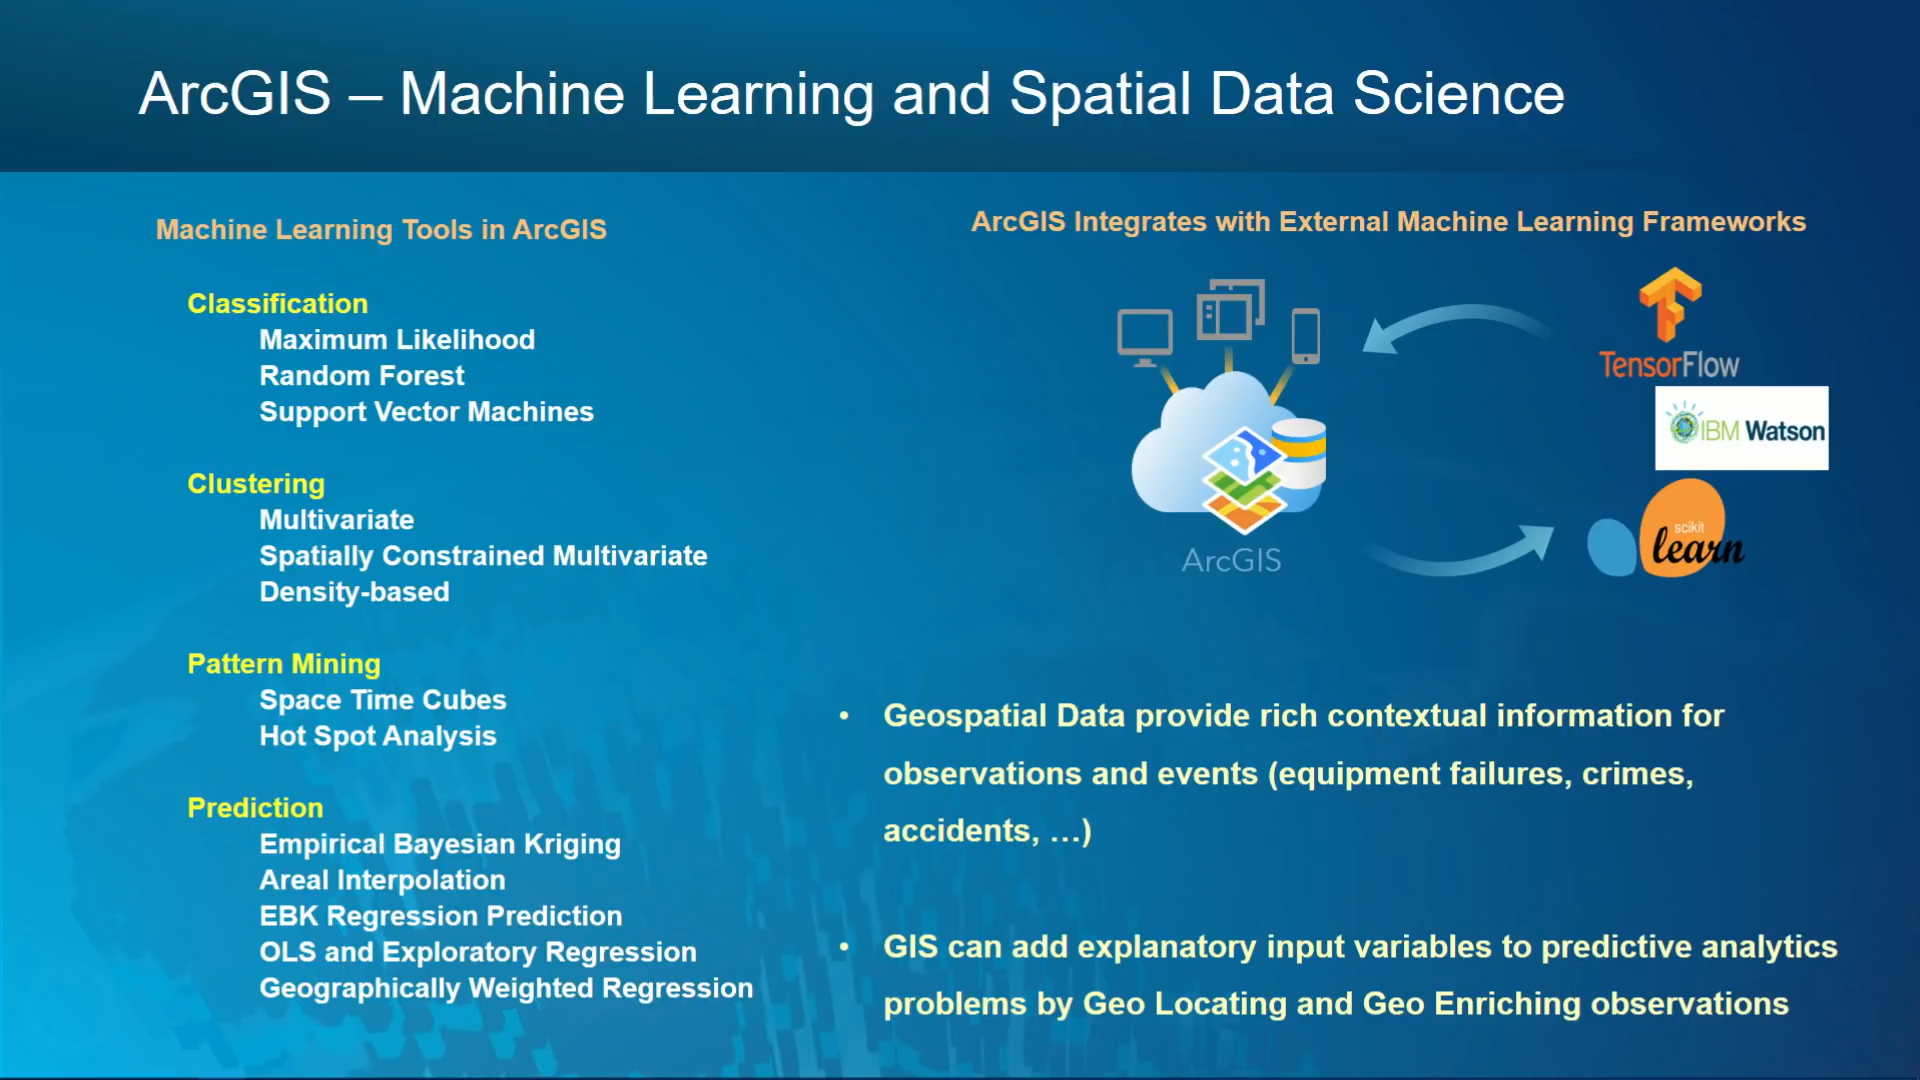 ArcGIS – Machine Learning and Spatial Data Science
Machine Learning Tools in ArcGIS
Classification
Maximum Likelihood
Random Forest
Support Vector Machines
Clustering
Multivariate
Spatially Constrained Multivariate
Density-based
Pattern Mining
Space Time Cubes
Hot Spot Analysis
Prediction
Empirical Bayesian Kriging
Areal Interpolation
EBK Regression Prediction
OLS and Exploratory Regression
Geographically Weighted Regression
ArcGIS Integrates with External Machine Learning Frameworks
TensorFlow
IBM Watson
scikit
learn
ArcGIS
• Geospatial Data provide rich contextual information for
observations and events (equipment failures, crimes,
accidents, …)
• GIS can add explanatory input variables to predictive analytics
problems by Geo Locating and Geo Enriching observations